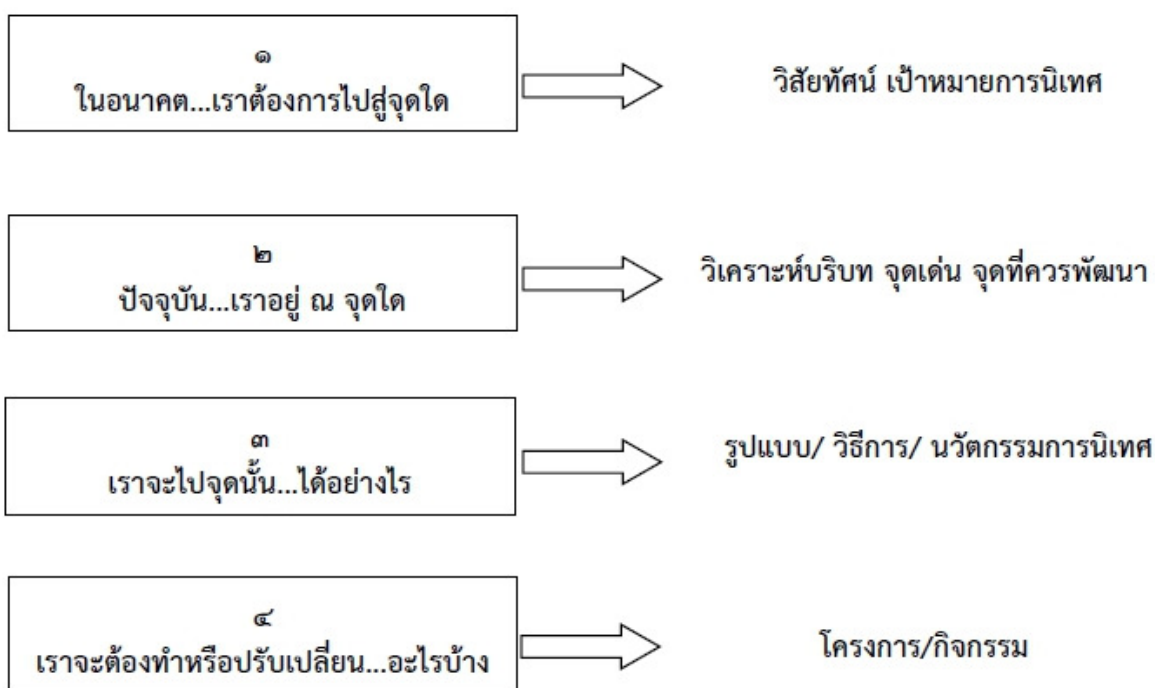 ๑
ในอนาคต...เราต้องการไปสู่จุดใด
วิสัยทัศน์ เป้าหมายการนิเทศ
๒
ปัจจุบัน...เราอยู่ ณ จุดใด
วิเคราะห์บริบท จุดเด่น จุดที่ควรพัฒนา
๓
เราจะไปจุดนั้น...ได้อย่างไร
รูปแบบ/ วิธีการ/ นวัตกรรมการนิเทศ
๔
เราจะต้องทำหรือปรับเปลี่ยน...อะไรบ้าง
โครงการ/กิจกรรม